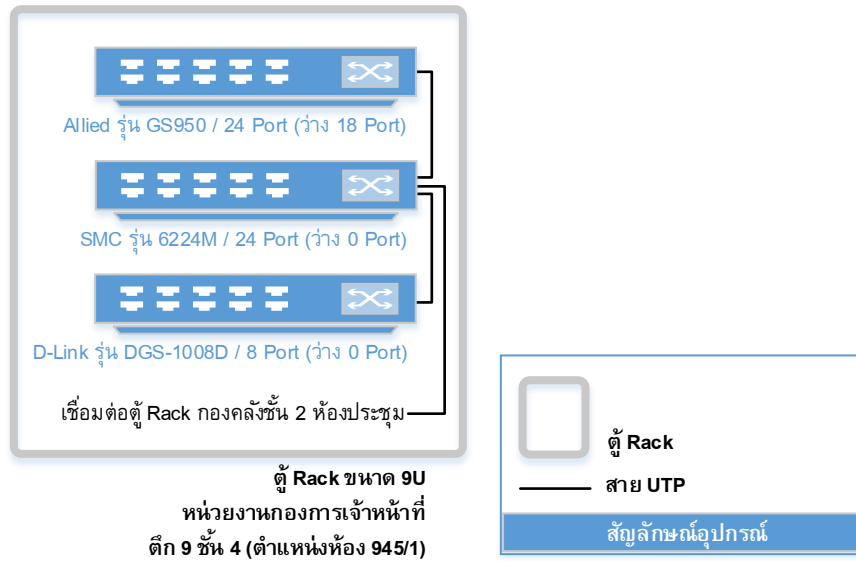 Allied รุ่น GS950 / 24 Port (ว่าง 18 Port)
SMC รุ่น 6224M / 24 Port (ว่าง 0 Port)
D-Link รุ่น DGS-1008D / 8 Port (ว่าง 0 Port)
เชื่อมต่อตู้ Rack กองคลังชั้น 2 ห้องประชุม
ตู้ Rack ขนาด 9U
หน่วยงานกองการเจ้าหน้าที่
ตึก 9 ชั้น 4 (ตำแหน่งห้อง 945/1)
ตู้ Rack
สาย UTP
สัญลักษณ์อุปกรณ์